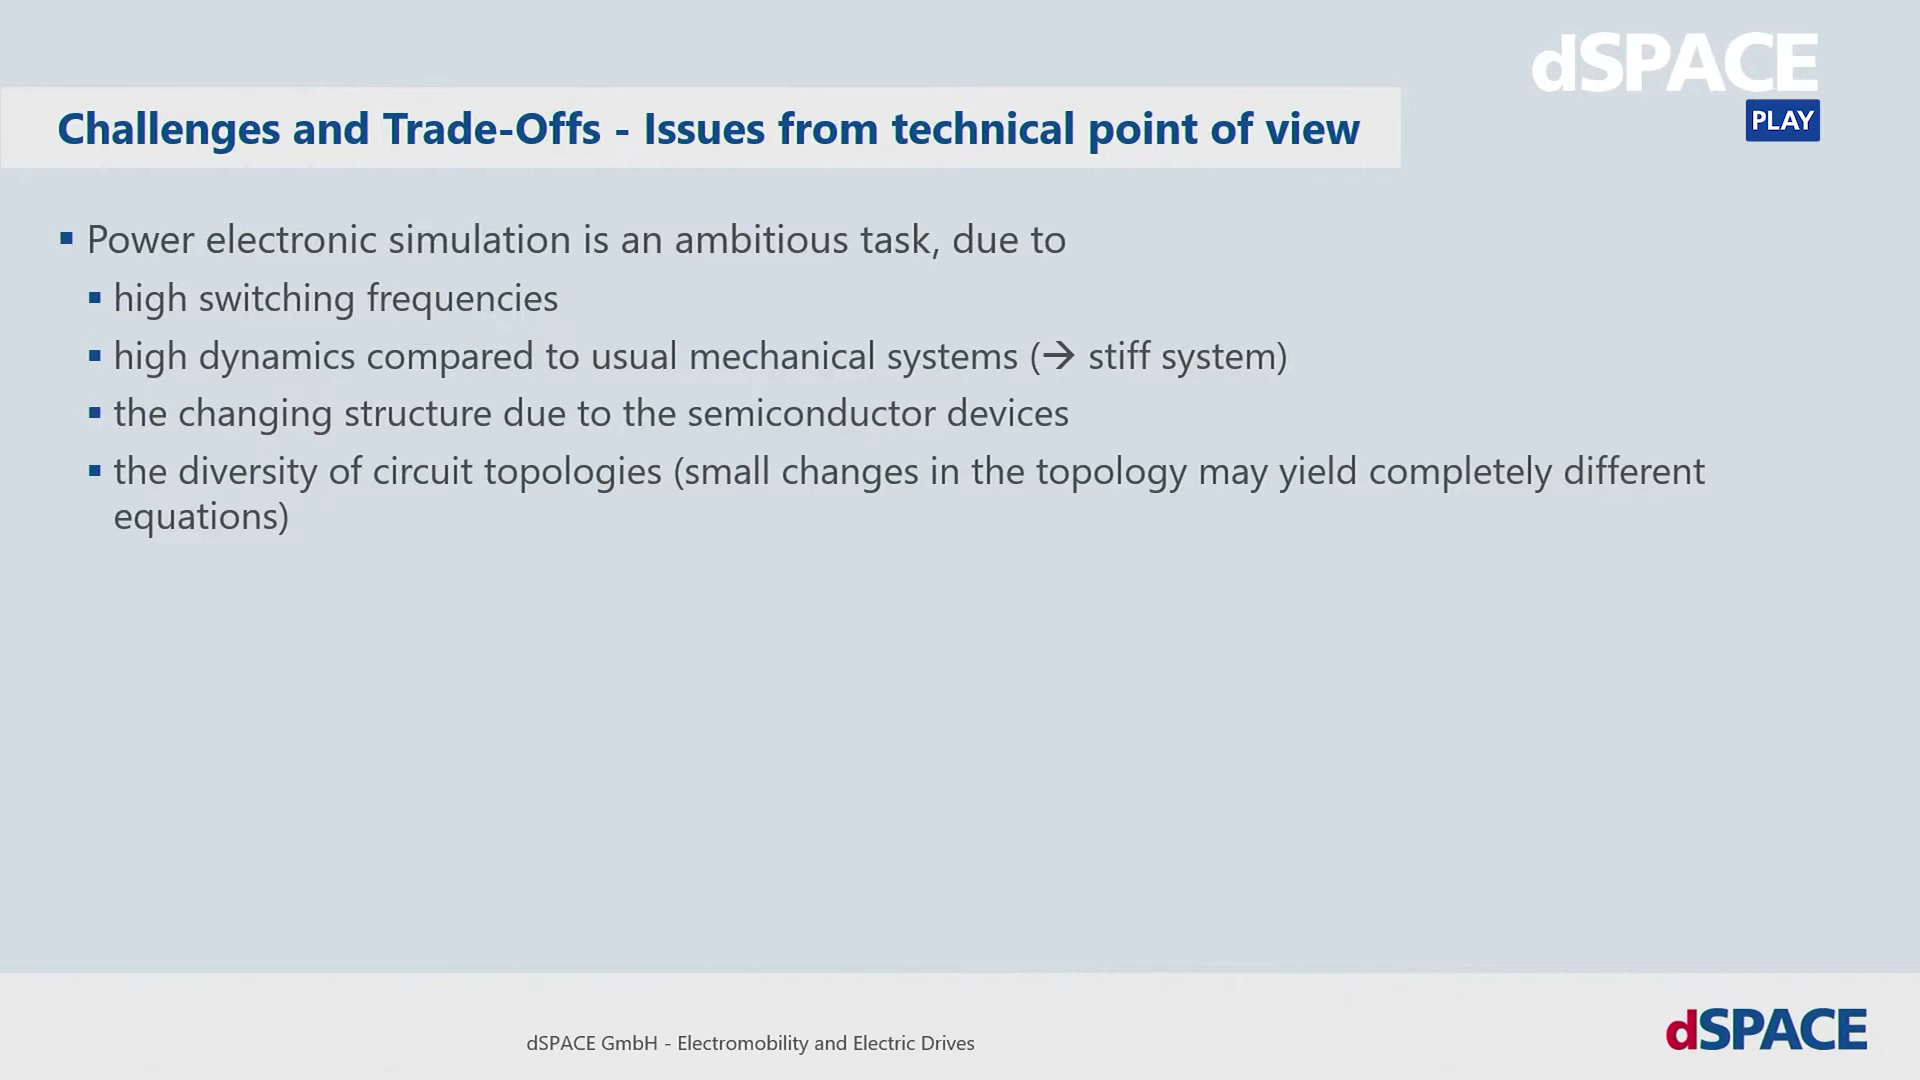 dSPACE
PLAY
Challenges and Trade-Offs - Issues from technical point of view
▪ Power electronic simulation is an ambitious task, due to
▪ high switching frequencies
▪ high dynamics compared to usual mechanical systems (→ stiff system)
▪ the changing structure due to the semiconductor devices
▪ the diversity of circuit topologies (small changes in the topology may yield completely different
equations)
dSPACE GmbH - Electromobility and Electric Drives
dSPACE